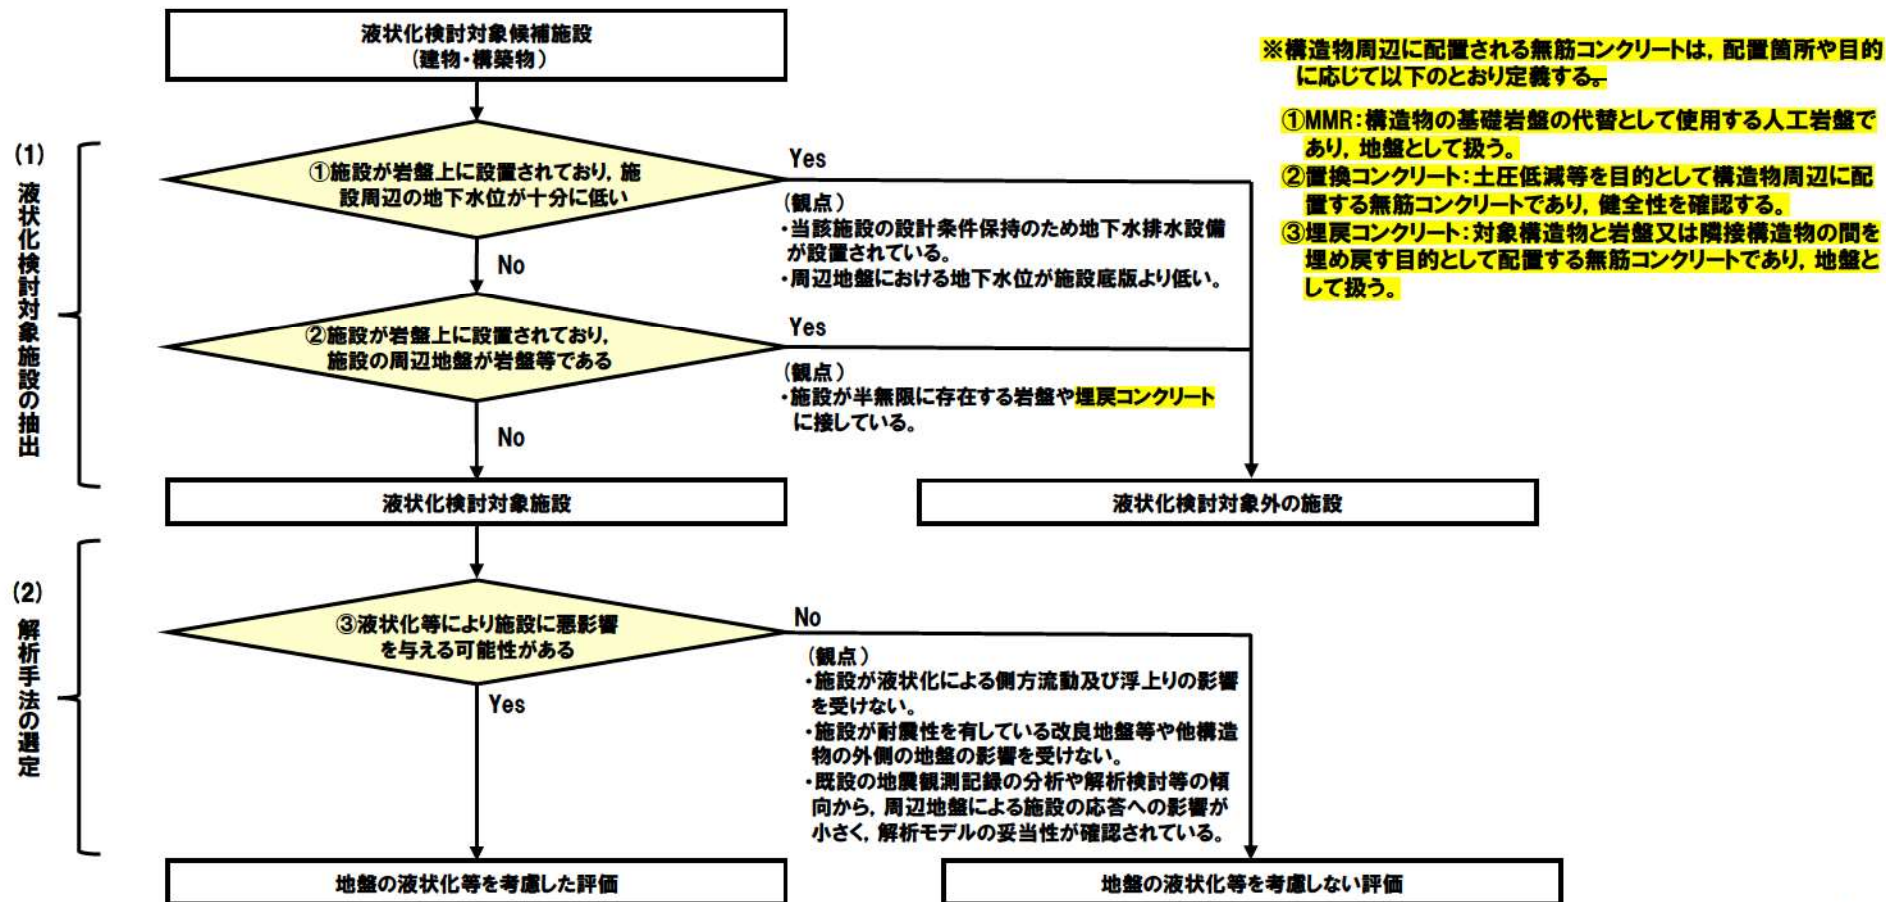 液状化検討対象候補施設
(建物・構築物)
※構造物周辺に配置される無筋コンクリートは，配置箇所や目的
に応じて以下のとおり定義する。
①MMR：構造物の基礎岩盤の代替として使用する人工岩盤で
あり，地盤として扱う。
②置換コンクリート：土圧低減等を目的として構造物周辺に配
置する無筋コンクリートであり，健全性を確認する。
③埋戻コンクリート：対象構造物と岩盤又は隣接構造物の間を
埋め戻す目的として配置する無筋コンクリートであり，地盤と
して扱う。
(1)
液状化検討対象施設の抽出
①施設が岩盤上に設置されており，施
設周辺の地下水位が十分に低い
Yes
(観点)
・当該施設の設計条件保持のため地下水排水設備
が設置されている。
・周辺地盤における地下水位が施設底版より低い。
No
②施設が岩盤上に設置されており，
施設の周辺地盤が岩盤等である
Yes
(観点)
・施設が半無限に存在する岩盤や埋戻コンクリート
に接している。
No
液状化検討対象施設
液状化検討対象外の施設
(2)
解析手法の選定
③液状化等により施設に悪影響
を与える可能性がある
No
(観点)
・施設が液状化による側方流動及び浮上りの影響
を受けない。
・施設が耐震性を有している改良地盤等や他構造
物の外側の地盤の影響を受けない。
・既設の地震観測記録の分析や解析検討等の傾
向から，周辺地盤による施設の応答への影響が
小さく，解析モデルの妥当性が確認されている。
Yes
地盤の液状化等を考慮した評価
地盤の液状化等を考慮しない評価